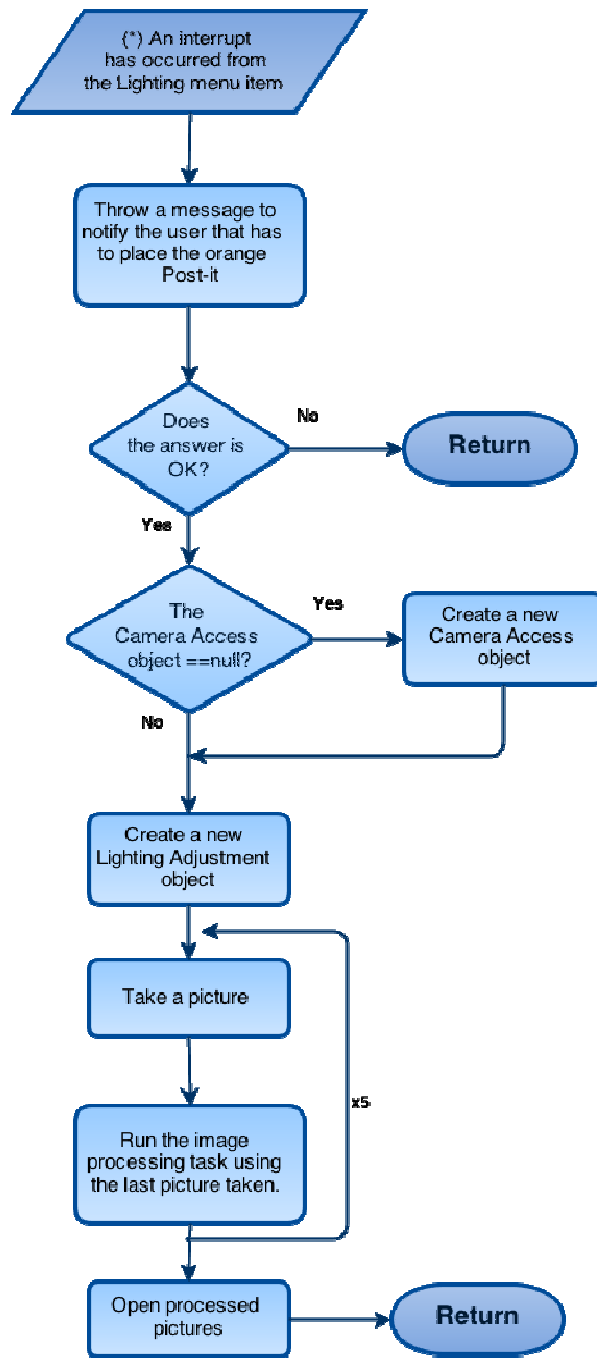 (*) An interrupt
has occurred from
the Lighting menu item
Throw a message to
notify the user that has
to place the orange
Post-it
Does
the answer is
OK?
No
Return
Yes
The
Camera Access
object ==null?
Yes
Create a new
Camera Access
object
No
Create a new
Lighting Adjustment
object
Take a picture
x5
Run the image
processing task using
the last picture taken.
Open processed
pictures
Return